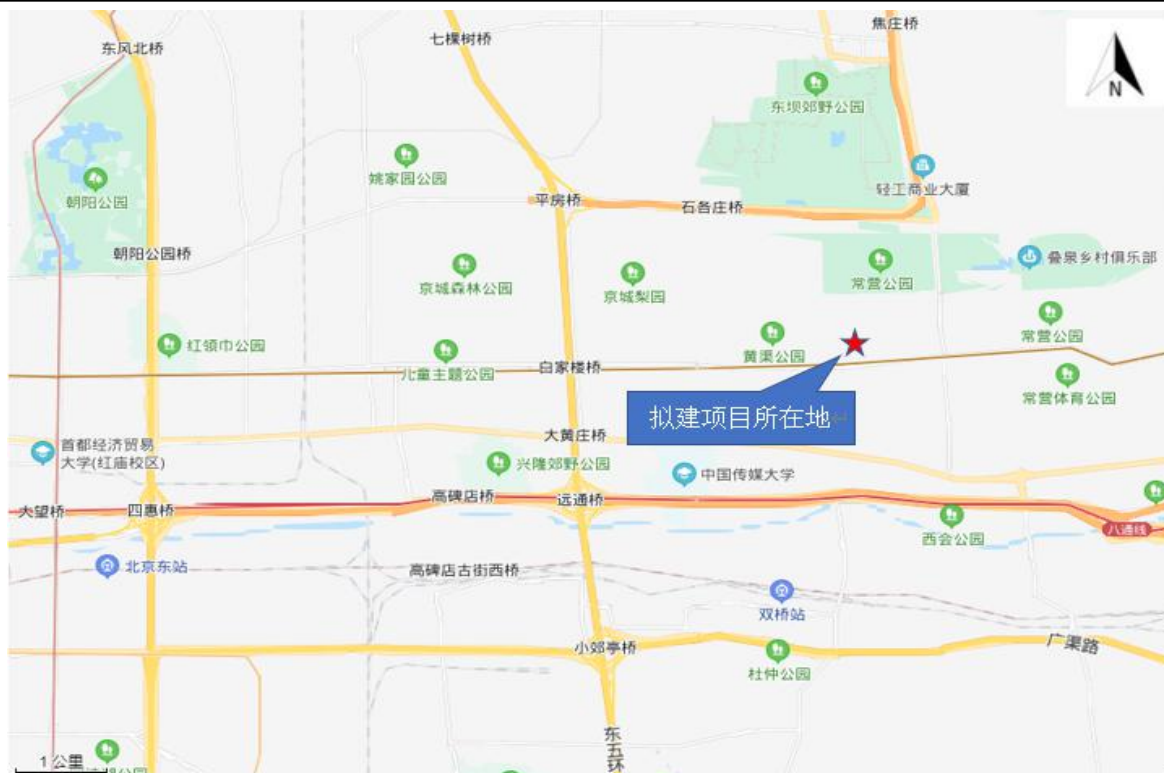 焦庄桥
七棵树桥
东风北桥
N
东坝郊野公园
姚家园公园
轻工商业大厦
朝阳公园
平房桥
石各庄桥
朝阳公园桥
叠泉乡村俱乐部
常营公园
京城森林公园
京城梨园
常营公园
红领巾公园
黄渠公园
白家楼桥
儿童主题公园
常营体育公园
拟建项目所在地
大黄庄桥
首都经济贸易
大学(红庙校区)
兴隆郊野公园
中国传媒大学
高碑店桥
远通桥
大望桥
四惠桥
八通线
西会公园
北京东站
高碑店古街西桥
双桥站
广渠路
小郊亭桥
杜仲公园
东五环
1公里